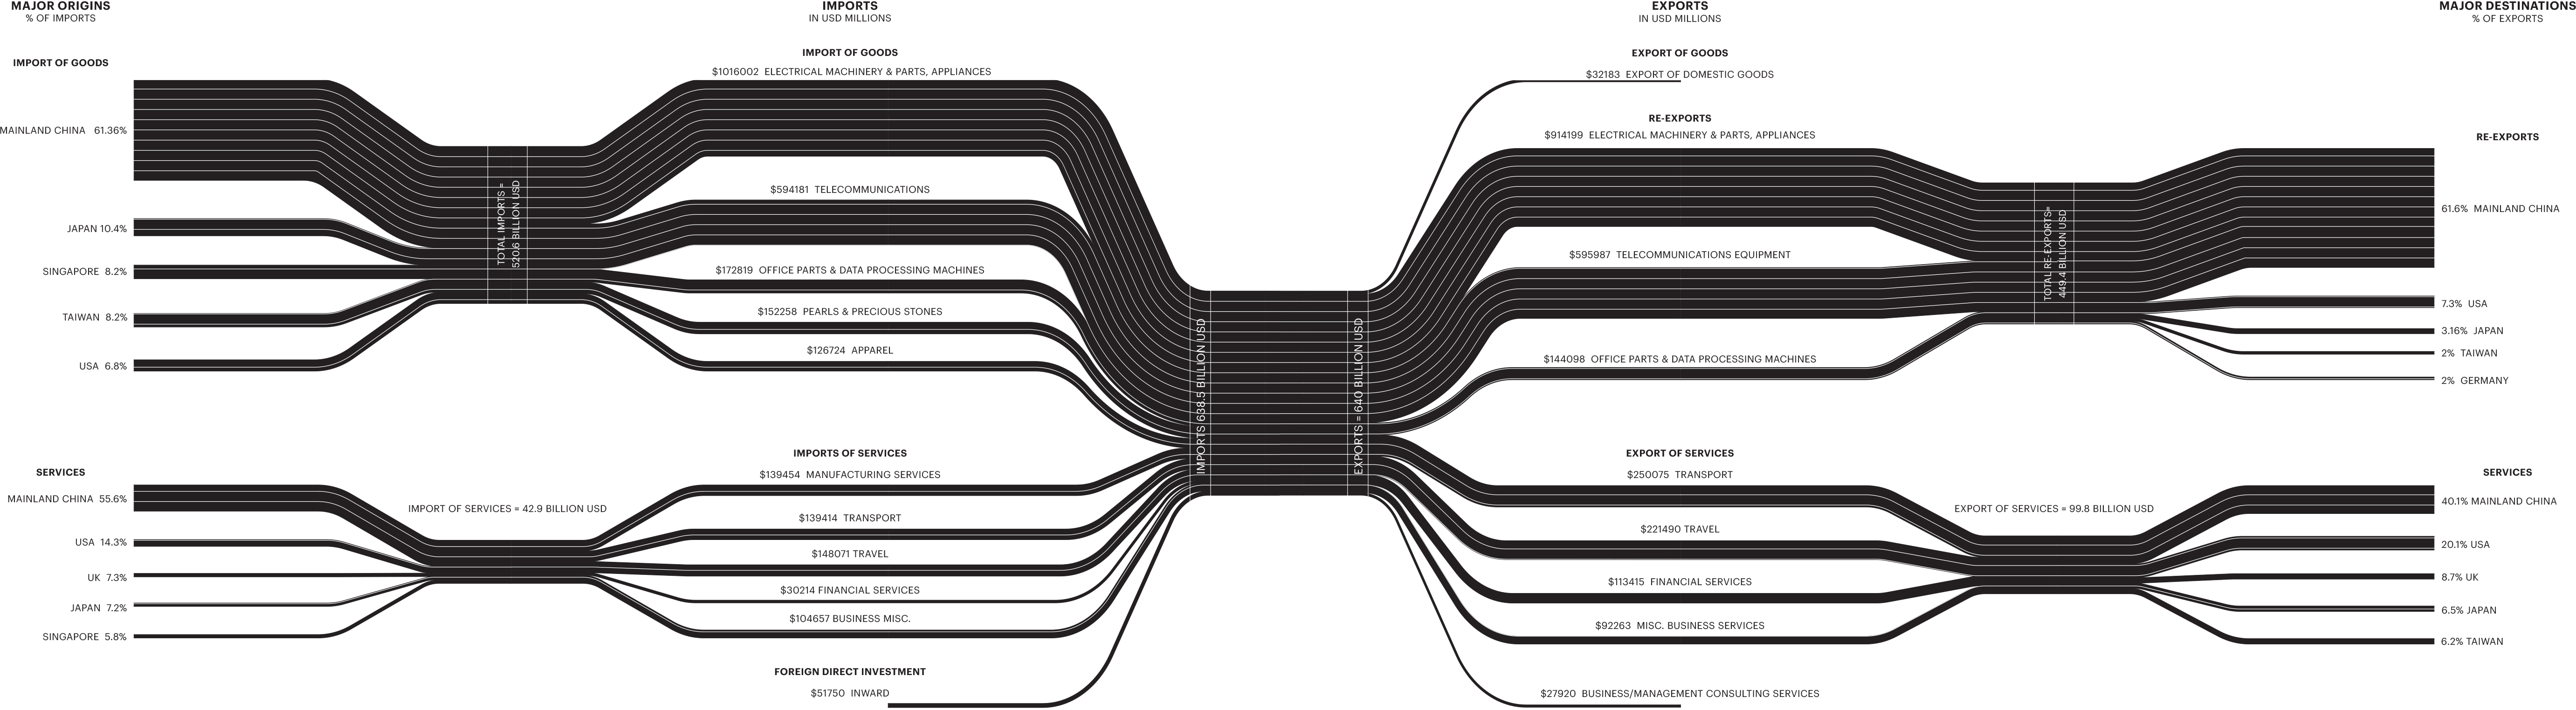 MAJOR ORIGINS
% OF IMPORTS
IMPORT OF GOODS
MAINLAND CHINA 61.36%
JAPAN 10.4%
SINGAPORE 8.2%
TAIWAN 8.2%
USA 6.8%
SERVICES
MAINLAND CHINA 55.6%
USA 14.3%
UK 7.3%
JAPAN 7.2%
SINGAPORE 5.8%
TOTAL IMPORTS =
520.6 BILLION USD
IMPORT OF SERVICES = 42.9 BILLION USD
IMPORTS
IN USD MILLIONS
IMPORT OF GOODS
$1016002 ELECTRICAL MACHINERY & PARTS, APPLIANCES
$594181 TELECOMMUNICATIONS
$172819 OFFICE PARTS & DATA PROCESSING MACHINES
$152258 PEARLS & PRECIOUS STONES
$126724 APPAREL
IMPORTS OF SERVICES
$139454 MANUFACTURING SERVICES
$139414 TRANSPORT
$148071 TRAVEL
$30214 FINANCIAL SERVICES
$104657 BUSINESS MISC.
FOREIGN DIRECT INVESTMENT
$51750 INWARD
IMPORTS 638.5 BILLION USD
EXPORTS = 640 BILLION USD
EXPORTS
IN USD MILLIONS
EXPORT OF GOODS
$32183 EXPORT OF DOMESTIC GOODS
RE-EXPORTS
$914199 ELECTRICAL MACHINERY & PARTS, APPLIANCES
$595987 TELECOMMUNICATIONS EQUIPMENT
$144098 OFFICE PARTS & DATA PROCESSING MACHINES
EXPORT OF SERVICES
$250075 TRANSPORT
$221490 TRAVEL
$113415 FINANCIAL SERVICES
$92263 MISC. BUSINESS SERVICES
$27920 BUSINESS/MANAGEMENT CONSULTING SERVICES
TOTAL RE-EXPORTS=
449.4 BILLION USD
EXPORT OF SERVICES = 99.8 BILLION USD
MAJOR DESTINATIONS
% OF EXPORTS
RE-EXPORTS
61.6% MAINLAND CHINA
7.3% USA
3.16% JAPAN
2% TAIWAN
2% GERMANY
SERVICES
40.1% MAINLAND CHINA
20.1% USA
8.7% UK
6.5% JAPAN
6.2% TAIWAN